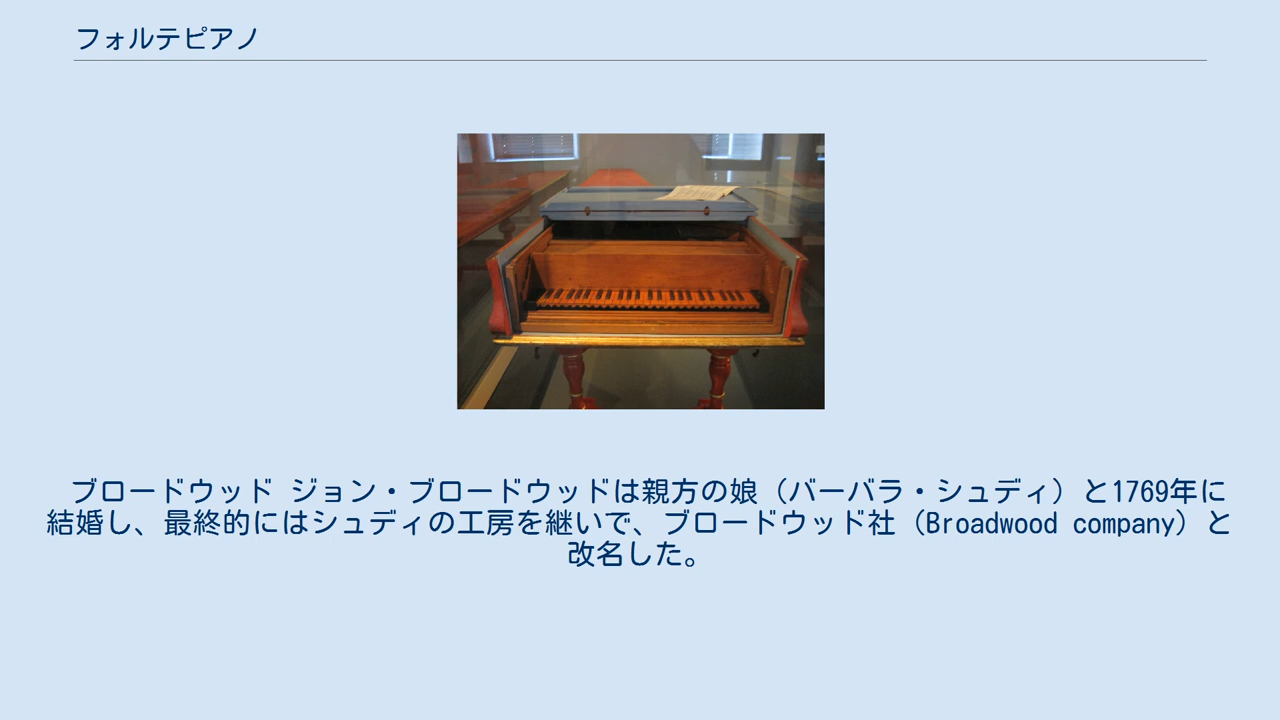 フォルテピアノ
ブロードウッド ジョン・ブロードウッドは親方の娘（バーバラ・シュディ）と1769年に
結婚し、最終的にはシュディの工房を継いで、ブロードウッド社（Broadwood company）と
改名した。